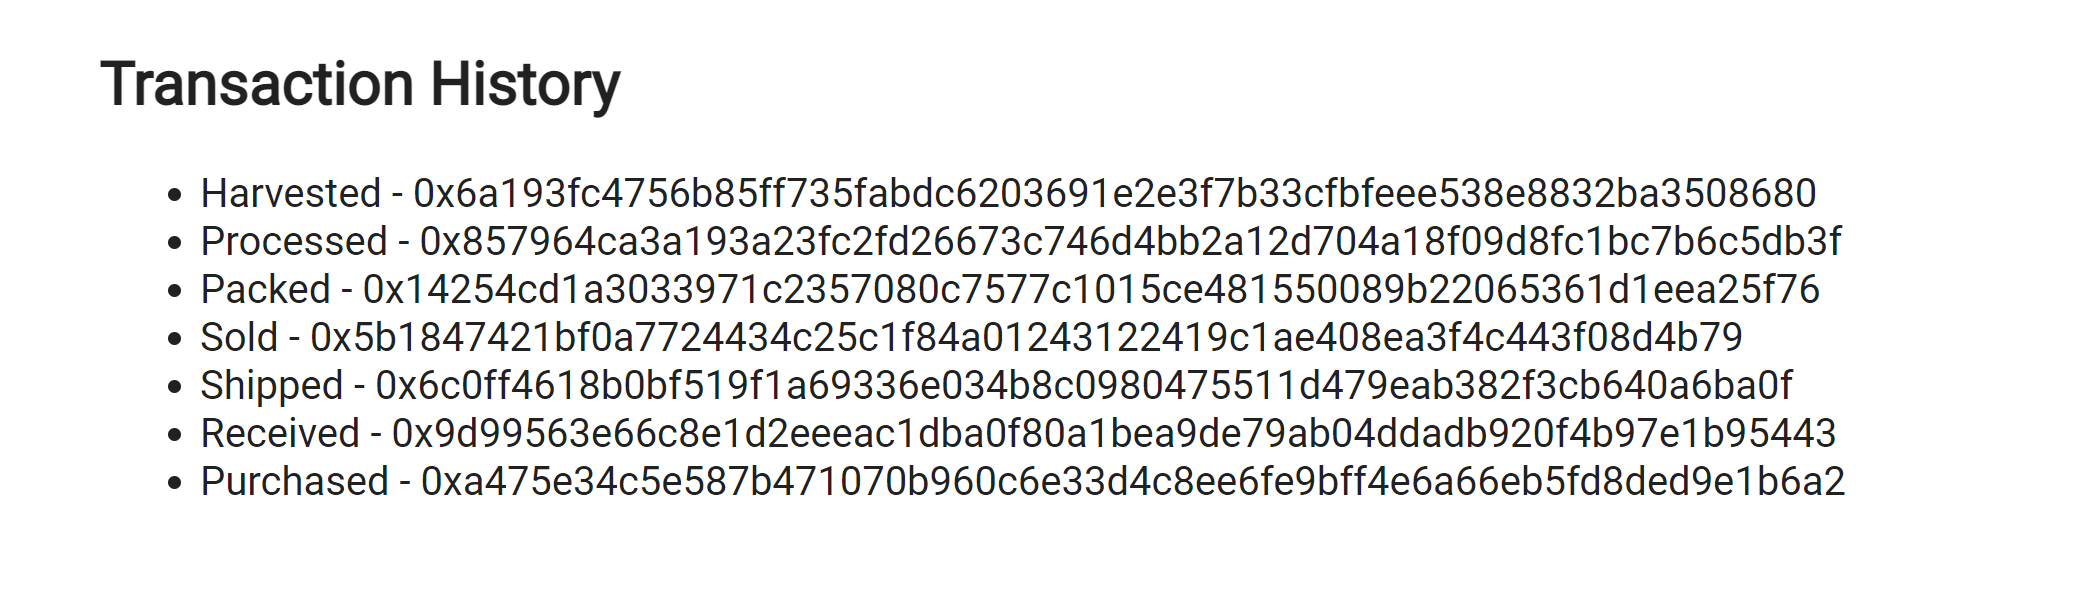 Transaction History
• Harvested - 0x6a193fc4756b85ff735fabdc6203691e2e3f7b33cfbfeee538e8832ba3508680
• Processed - 0x857964ca3a193a23fc2fd26673c746d4bb2a12d704a18f09d8fc1bc7b6c5db3f
• Packed - 0x14254cd1a3033971c2357080c7577c1015ce481550089b22065361d1eea25f76
• Sold - 0x5b1847421bf0a7724434c25c1f84a01243122419c1ae408ea3f4c443f08d4b79
• Shipped - 0x6c0ff4618b0bf519f1a69336e034b8c0980475511d479eab382f3cb640a6ba0f
• Received - 0x9d99563e66c8e1d2eeeac1dba0f80a1bea9de79ab04ddadb920f4b97e1b95443
• Purchased - 0xa475e34c5e587b471070b960c6e33d4c8ee6fe9bff4e6a66eb5fd8ded9e1b6a2